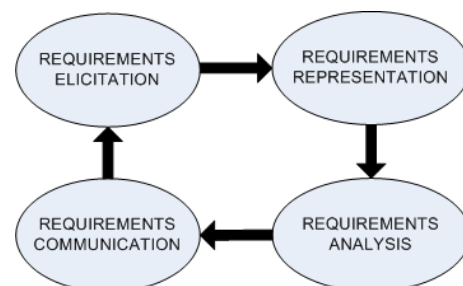 REQUIREMENTS
ELICITATION
REQUIREMENTS
REPRESENTATION
REQUIREMENTS
COMMUNICATION
REQUIREMENTS
ANALYSIS